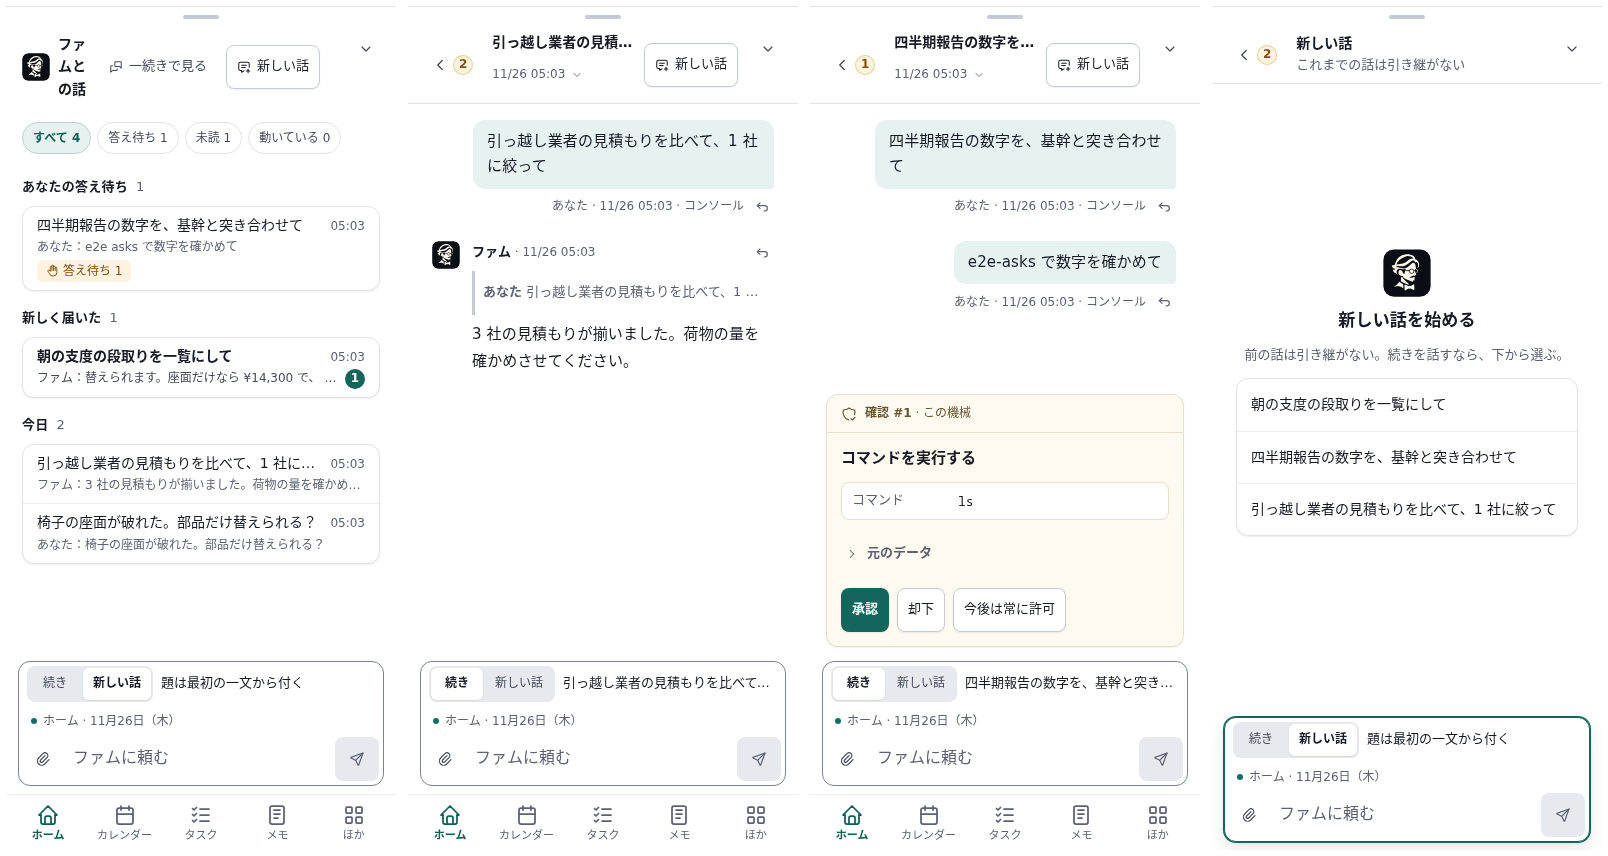 ファムとの話
一続きで見る
新しい話
すべて 4
答え待ち 1
未読 1
動いている 0
あなたの答え待ち 1
四半期報告の数字を、基幹と突き合わせて 05:03
あなた：e2e asks で数字を確かめて
答え待ち 1
新しく届いた 1
朝の支度の段取りを一覧にして 05:03
ファム：替えられます。座面だけなら ¥14,300 で、 … 1
今日 2
引っ越し業者の見積もりを比べて、1 社に… 05:03
ファム：3 社の見積もりが揃いました。荷物の量を確かめ…
椅子の座面が破れた。部品だけ替えられる？ 05:03
あなた：椅子の座面が破れた。部品だけ替えられる？
続き 新しい話 題は最初の一文から付く
ホーム · 11月26日（木）
ファムに頼む
ホーム カレンダー タスク メモ ほか
2
引っ越し業者の見積…
11/26 05:03
新しい話
引っ越し業者の見積もりを比べて、1 社
に絞って
あなた · 11/26 05:03 · コンソール
ファム · 11/26 05:03
あなた 引っ越し業者の見積もりを比べて、1 …
3 社の見積もりが揃いました。荷物の量を
確かめさせてください。
続き 新しい話 引っ越し業者の見積もりを比べて…
ホーム · 11月26日（木）
ファムに頼む
ホーム カレンダー タスク メモ ほか
1
四半期報告の数字を…
11/26 05:03
新しい話
四半期報告の数字を、基幹と突き合わせ
て
あなた · 11/26 05:03 · コンソール
e2e-asks で数字を確かめて
あなた · 11/26 05:03 · コンソール
確認 #1 · この機械
コマンドを実行する
コマンド ls
元のデータ
承認 却下 今後は常に許可
続き 新しい話 四半期報告の数字を、基幹と突き…
ホーム · 11月26日（木）
ファムに頼む
ホーム カレンダー タスク メモ ほか
2
新しい話
これまでの話は引き継がない
新しい話を始める
前の話は引き継がない。続きを話すなら、下から選ぶ。
朝の支度の段取りを一覧にして
四半期報告の数字を、基幹と突き合わせて
引っ越し業者の見積もりを比べて、1 社に絞って
続き 新しい話 題は最初の一文から付く
ホーム · 11月26日（木）
ファムに頼む